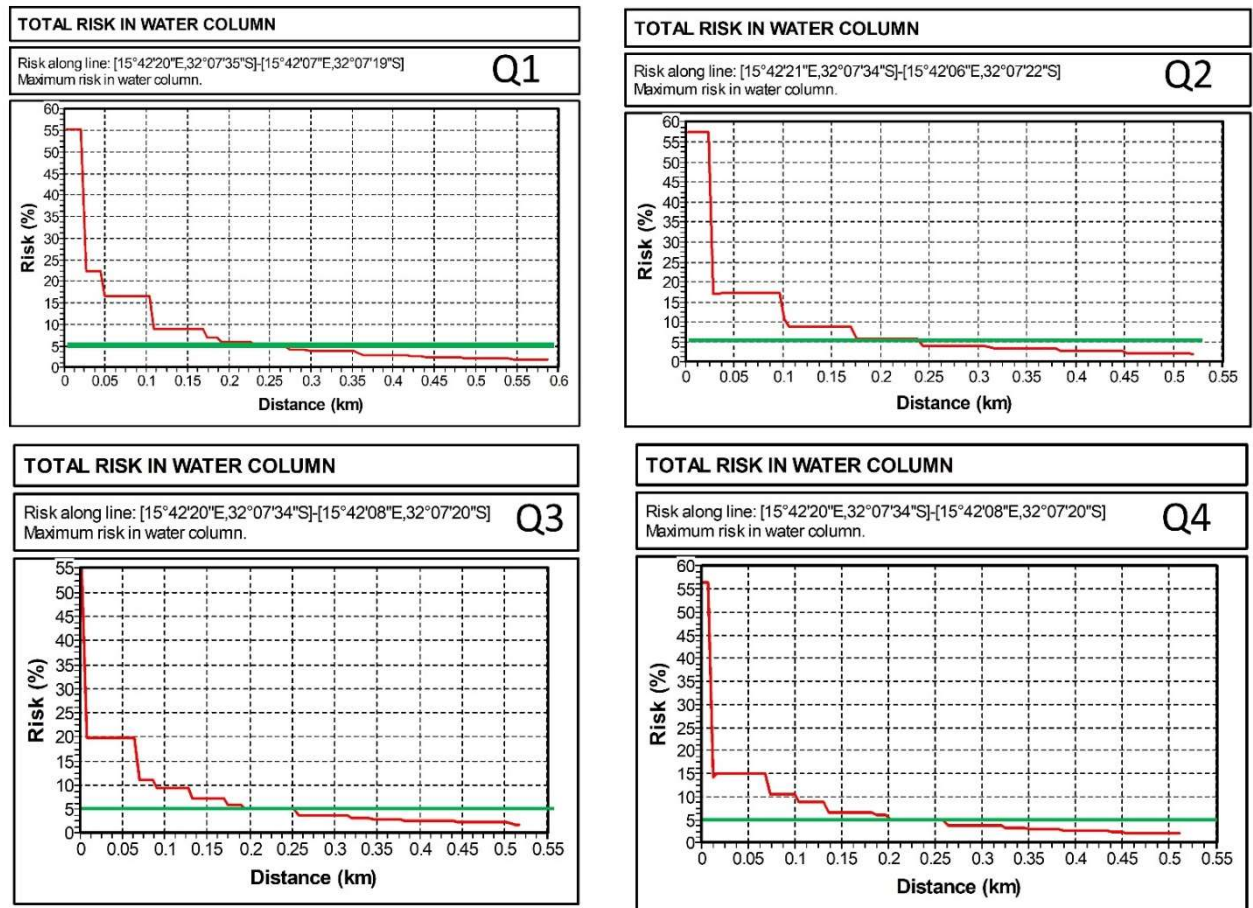 TOTAL RISK IN WATER COLUMN
Risk along line: [15°42'20"E,32°07'35"S]-[15°42'07"E,32°07'19"S]
Maximum risk in water column.
Q1
60
55
50
45
40
35
30
25
20
15
10
5
0
Risk (%)
0 0.05 0.1 0.15 0.2 0.25 0.3 0.35 0.4 0.45 0.5 0.55 0.6
Distance (km)
TOTAL RISK IN WATER COLUMN
Risk along line: [15°42'21"E,32°07'34"S]-[15°42'06"E,32°07'22"S]
Maximum risk in water column.
Q2
60
55
50
45
40
35
30
25
20
15
10
5
0
Risk (%)
0 0.05 0.1 0.15 0.2 0.25 0.3 0.35 0.4 0.45 0.5 0.55
Distance (km)
TOTAL RISK IN WATER COLUMN
Risk along line: [15°42'20"E,32°07'34"S]-[15°42'08"E,32°07'20"S]
Maximum risk in water column.
Q3
55
50
45
40
35
30
25
20
15
10
5
0
Risk (%)
0 0.05 0.1 0.15 0.2 0.25 0.3 0.35 0.4 0.45 0.5 0.55
Distance (km)
TOTAL RISK IN WATER COLUMN
Risk along line: [15°42'20"E,32°07'34"S]-[15°42'08"E,32°07'20"S]
Maximum risk in water column.
Q4
60
55
50
45
40
35
30
25
20
15
10
5
0
Risk (%)
0 0.05 0.1 0.15 0.2 0.25 0.3 0.35 0.4 0.45 0.5 0.55
Distance (km)